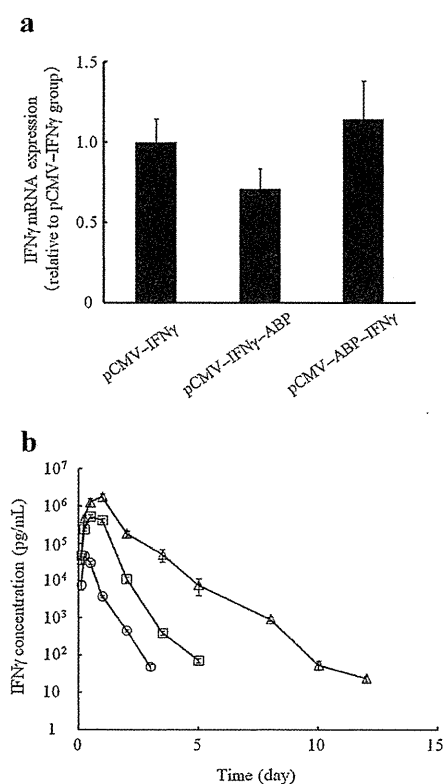 a
1.5
1.0
0.5
0
IFNγ mRNA expression
(relative to pCMV–IFNγ group)
pCMV–IFNγ
pCMV–IFNγ–ABP
pCMV–ABP–IFNγ
b
10⁷
10⁶
10⁵
10⁴
10³
10²
10
1
IFNγ concentration (pg/mL)
0
5
10
15
Time (day)